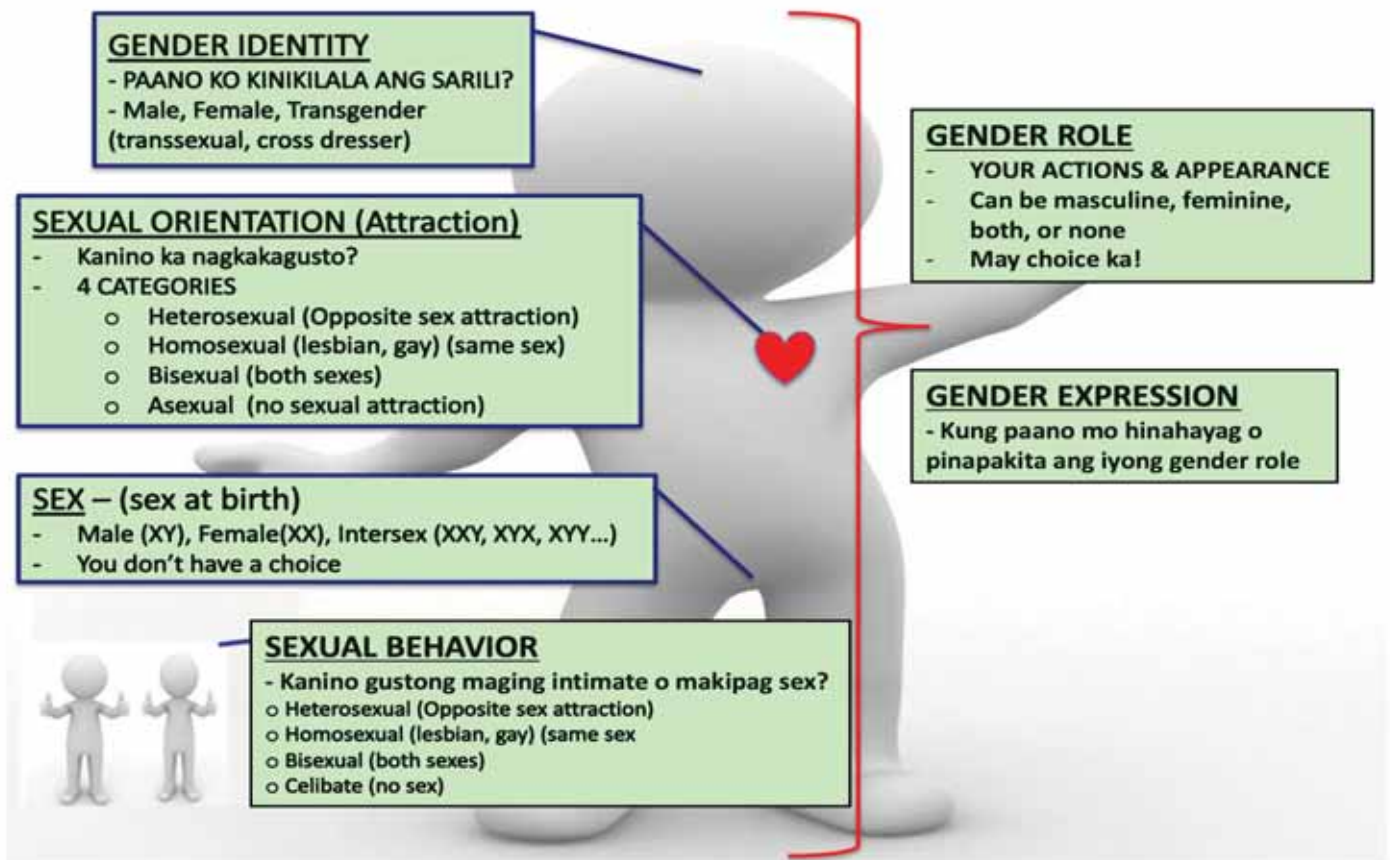 GENDER IDENTITY
- PAANO KO KINIKILALA ANG SARILI?
- Male, Female, Transgender
(transsexual, cross dresser)
SEXUAL ORIENTATION (Attraction)
- Kanino ka nagkakagusto?
- 4 CATEGORIES
o Heterosexual (Opposite sex attraction)
o Homosexual (lesbian, gay) (same sex)
o Bisexual (both sexes)
o Asexual (no sexual attraction)
SEX – (sex at birth)
- Male (XY), Female(XX), Intersex (XXY, XYX, XYY...)
- You don't have a choice
SEXUAL BEHAVIOR
- Kanino gustong maging intimate o makipag sex?
o Heterosexual (Opposite sex attraction)
o Homosexual (lesbian, gay) (same sex
o Bisexual (both sexes)
o Celibate (no sex)
GENDER ROLE
- YOUR ACTIONS & APPEARANCE
- Can be masculine, feminine,
both, or none
- May choice ka!
GENDER EXPRESSION
- Kung paano mo hinahayag o
pinapakita ang iyong gender role